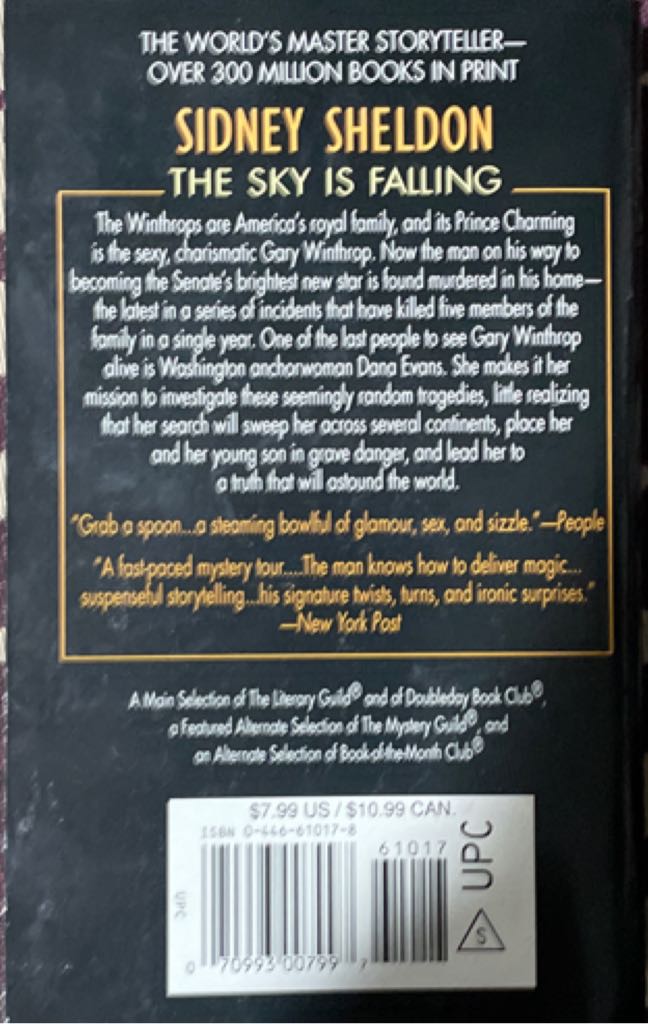 THE WORLD'S MASTER STORYTELLER—
OVER 300 MILLION BOOKS IN PRINT
SIDNEY SHELDON
THE SKY IS FALLING
The Winthrops are America's royal family, and its Prince Charming
is the sexy, charismatic Gary Winthrop. Now the man on his way to
becoming the Senate's brightest new star is found murdered in his home—
the latest in a series of incidents that have killed five members of the
family in a single year. One of the last people to see Gary Winthrop
alive is Washington anchorwoman Dana Evans. She makes it her
mission to investigate these seemingly random tragedies, little realizing
that her search will sweep her across several continents, place her
and her young son in grave danger, and lead her to
a truth that will astound the world.
"Grab a spoon...a steaming bowlful of glamour, sex, and sizzle."—People
"A fast-paced mystery tour....The man knows how to deliver magic...
suspenseful storytelling...his signature twists, turns, and ironic surprises."
—New York Post
A Main Selection of The Literary Guild® and of Doubleday Book Club®,
a Featured Alternate Selection of The Mystery Guild®, and
an Alternate Selection of Book-of-the-Month Club®
$7.99 US / $10.99 CAN.
ISBN 0-446-61017-8
61017
UPC
UPC
S
0 70993 00799 7